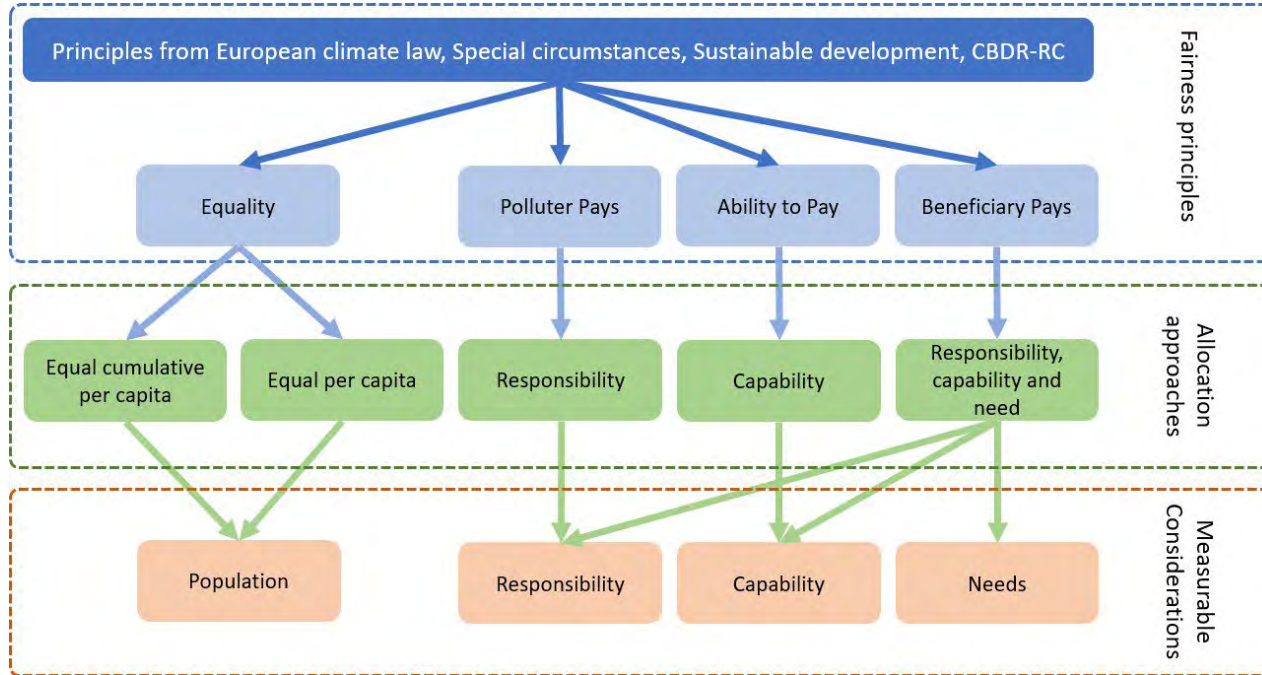 Principles from European climate law, Special circumstances, Sustainable development, CBDR-RC
Fairness principles
Equality
Polluter Pays
Ability to Pay
Beneficiary Pays
Equal cumulative
per capita
Equal per capita
Responsibility
Capability
Responsibility,
capability and
need
Allocation
approaches
Population
Responsibility
Capability
Needs
Measurable
Considerations